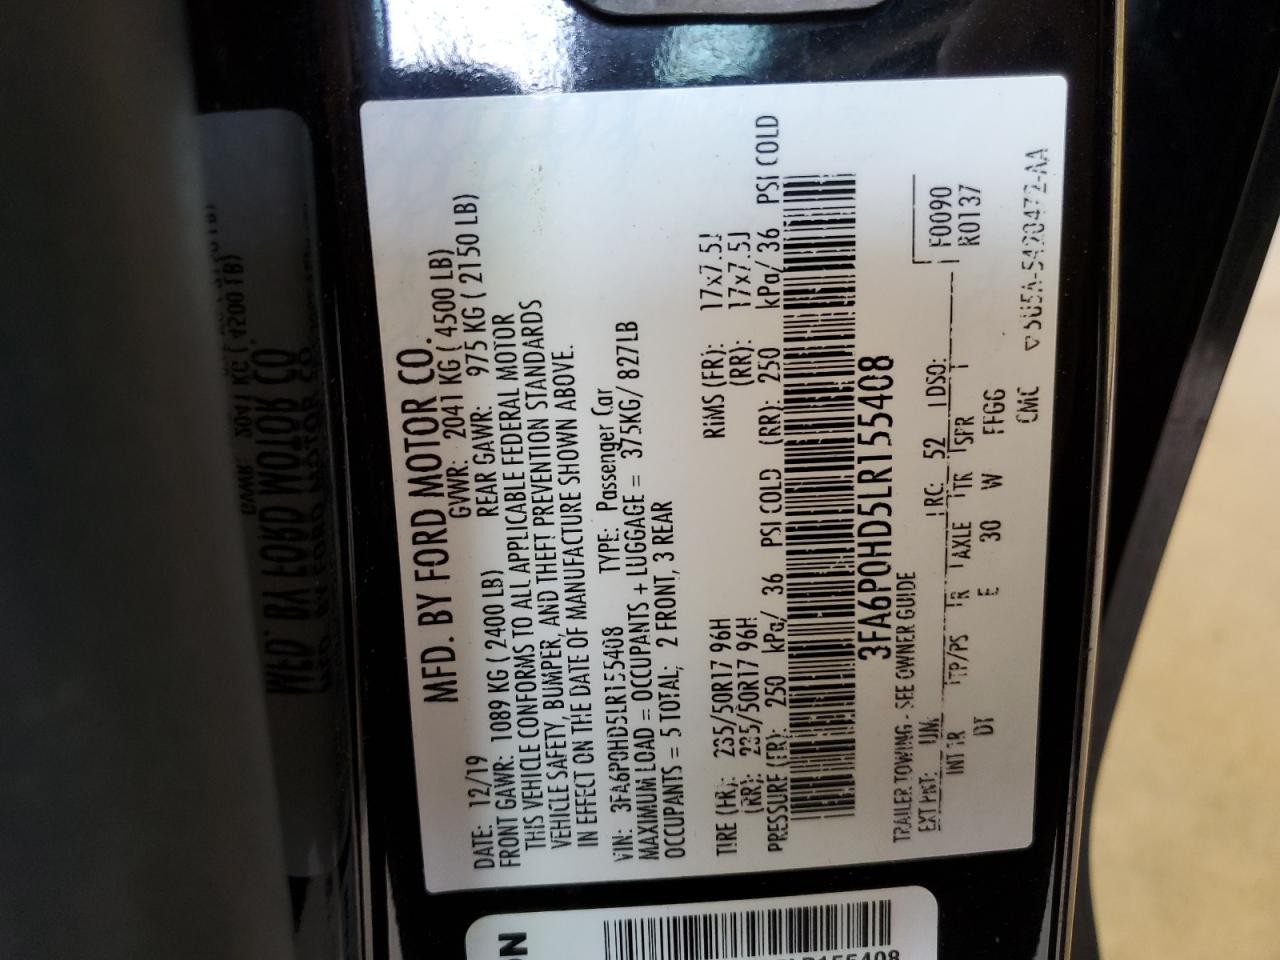 MFD. BY FORD MOTOR CO.
DATE: 12/19 GVWR: 2041 KG ( 4500 LB)
FRONT GAWR: 1089 KG ( 2400 LB) REAR GAWR: 975 KG ( 2150 LB)
THIS VEHICLE CONFORMS TO ALL APPLICABLE FEDERAL MOTOR
VEHICLE SAFETY, BUMPER, AND THEFT PREVENTION STANDARDS
IN EFFECT ON THE DATE OF MANUFACTURE SHOWN ABOVE.
VIN: 3FA6P0HD5LR155408 TYPE: Passenger Car
MAXIMUM LOAD = OCCUPANTS + LUGGAGE = 375KG/ 827LB
OCCUPANTS = 5 TOTAL; 2 FRONT, 3 REAR
TIRE (FR): 235/50R17 96H RIMS (FR): 17x7.5J
(RR): 235/50R17 96H (RR): 17x7.5J
PRESSURE (FR): 250 kPa/ 36 PSI COLD (RR): 250 kPa/ 36 PSI COLD
3FA6P0HD5LR155408
TRAILER TOWING - SEE OWNER GUIDE
F0090
EXT PNT: UM RC: 52 DSO: R0137
INT TR TP/PS R AXLE TR SPR
DT E 30 W FFGG
CMC 5U5A-5420472-AA